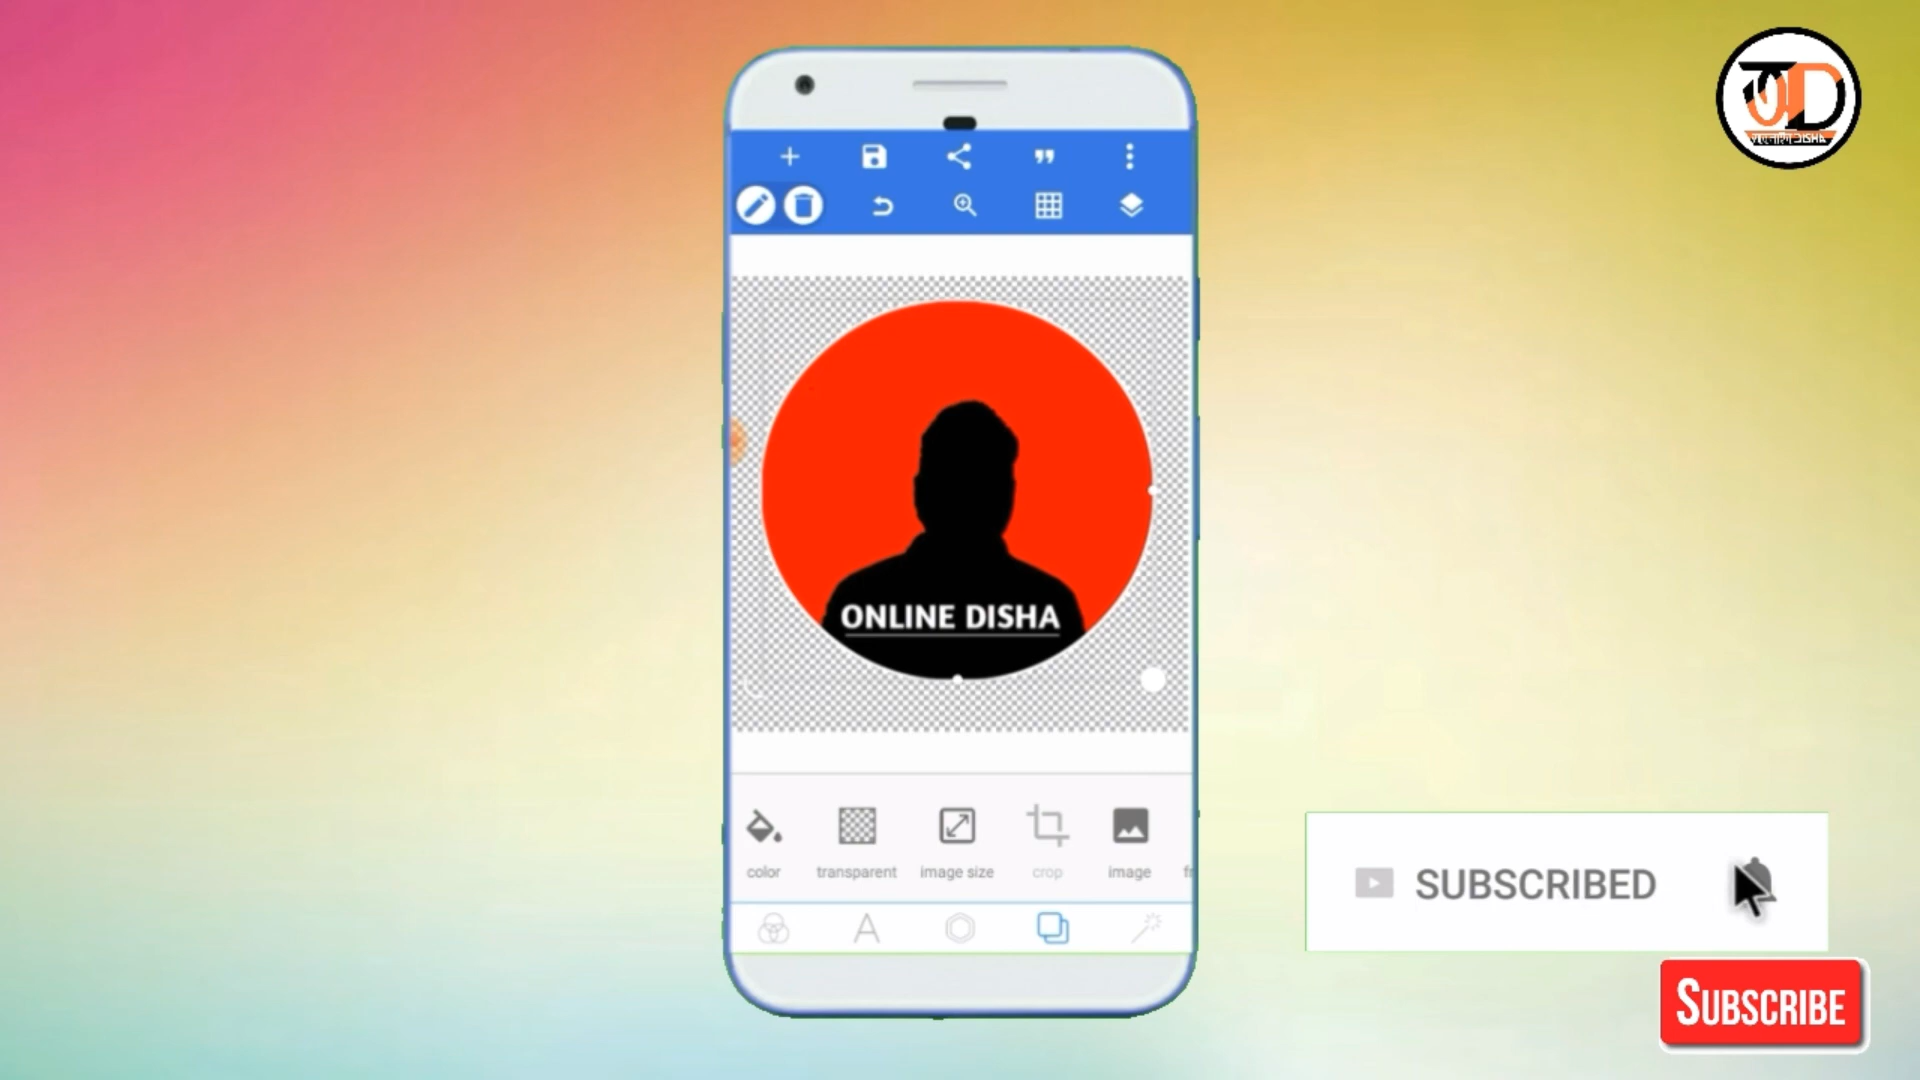 ONLINE DISHA
color
transparent
image size
crop
image
SUBSCRIBED
SUBSCRIBE